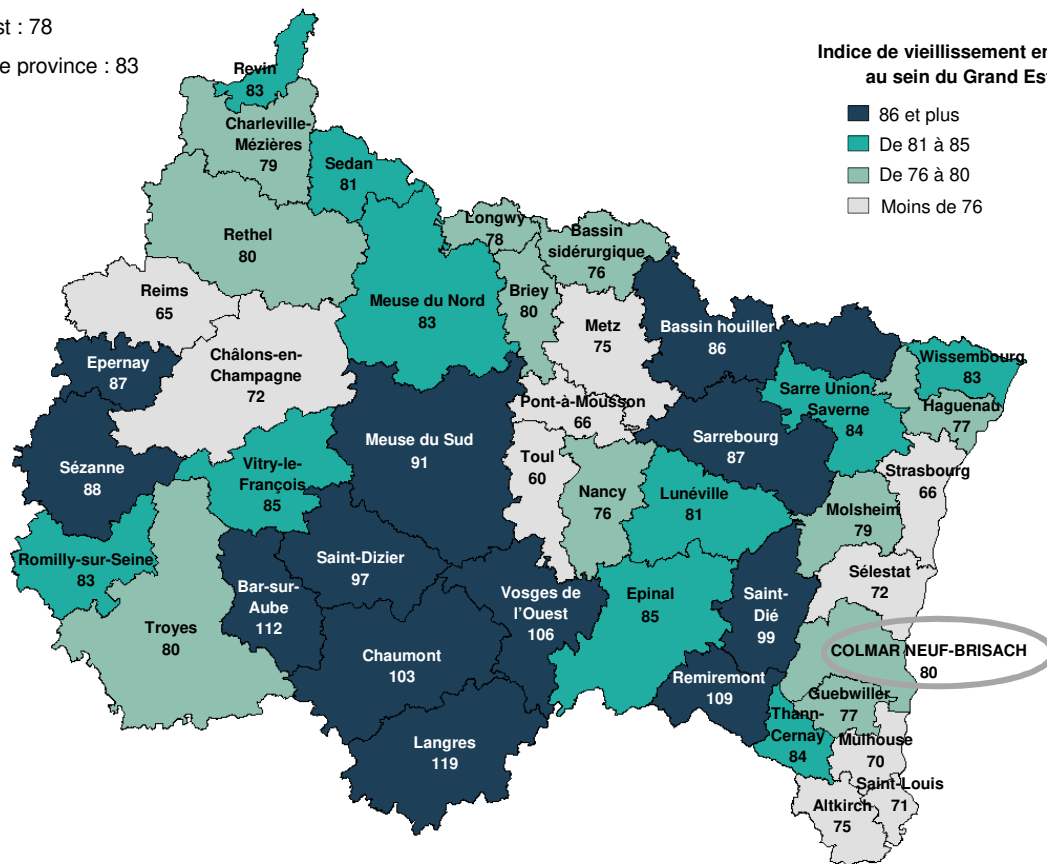 st : 78
e province : 83
Indice de vieillissement en
au sein du Grand Es
86 et plus
De 81 à 85
De 76 à 80
Moins de 76
Revin
83
Charleville-
Mézières
79
Sedan
81
Rethel
80
Longwy
78
Bassin
sidérurgique
76
Reims
65
Meuse du Nord
83
Briey
80
Metz
75
Bassin houiller
86
Epernay
87
Châlons-en-
Champagne
72
Wissembourg
83
Sarre Union-
Saverne
84
Haguenau
77
Pont-à-Mousson
66
Meuse du Sud
91
Sarrebourg
87
Sézanne
88
Vitry-le-
François
85
Toul
60
Nancy
76
Lunéville
81
Strasbourg
66
Molsheim
79
Romilly-sur-Seine
83
Saint-Dizier
97
Bar-sur-
Aube
112
Vosges de
l'Ouest
106
Epinal
85
Saint-
Dié
99
Sélestat
72
Troyes
80
Chaumont
103
COLMAR NEUF-BRISACH
80
Remiremont
109
Guebwiller
77
Thann-
Cernay
84
Mulhouse
70
Langres
119
Saint-Louis
71
Altkirch
75